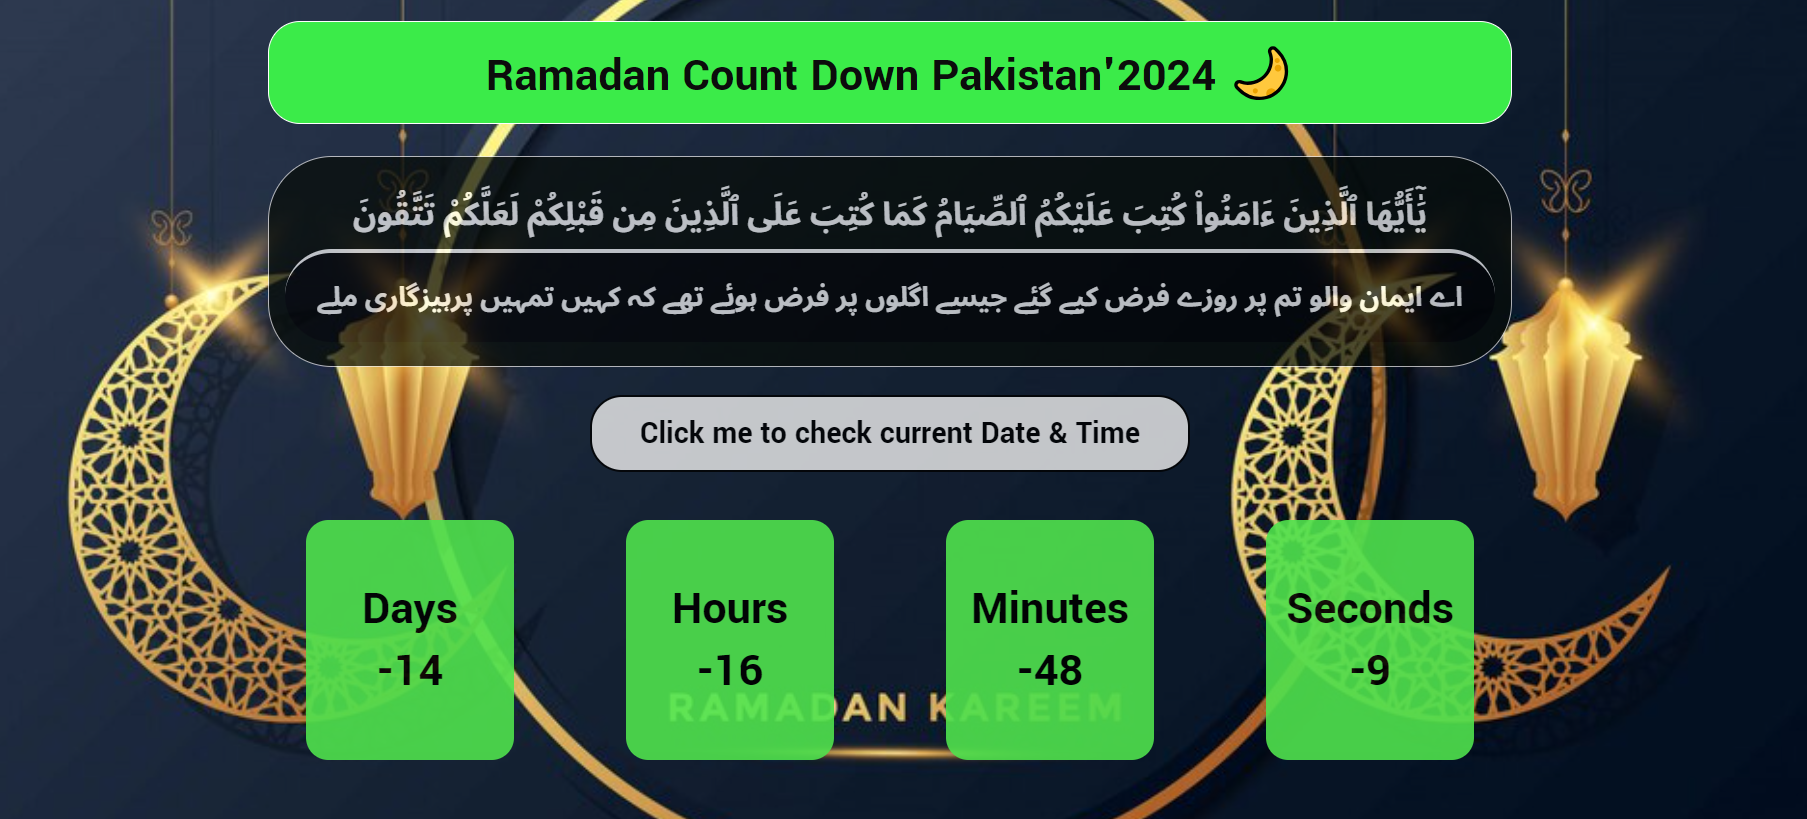 Ramadan Count Down Pakistan'2024
يَٰٓأَيُّهَا ٱلَّذِينَ ءَامَنُوا۟ كُتِبَ عَلَيْكُمُ ٱلصِّيَامُ كَمَا كُتِبَ عَلَى ٱلَّذِينَ مِن قَبْلِكُمْ لَعَلَّكُمْ تَتَّقُونَ
اے ایمان والو تم پر روزے فرض کیے گئے جیسے اگلوں پر فرض ہوئے تھے کہ کہیں تمہیں پرہیزگاری ملے
Click me to check current Date & Time
Days
-14
Hours
-16
Minutes
-48
Seconds
-9
RAMADAN KAREEM